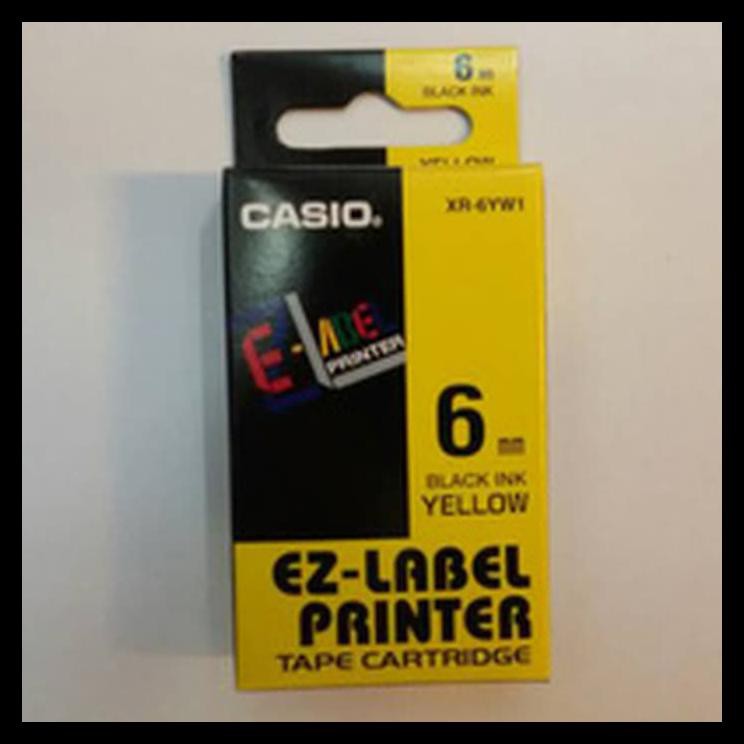 6 mm
BLACK INK
YELLOW
CASIO®
XR-6YW1
E-LABEL
PRINTER
6 mm
BLACK INK
YELLOW
EZ-LABEL
PRINTER
TAPE CARTRIDGE